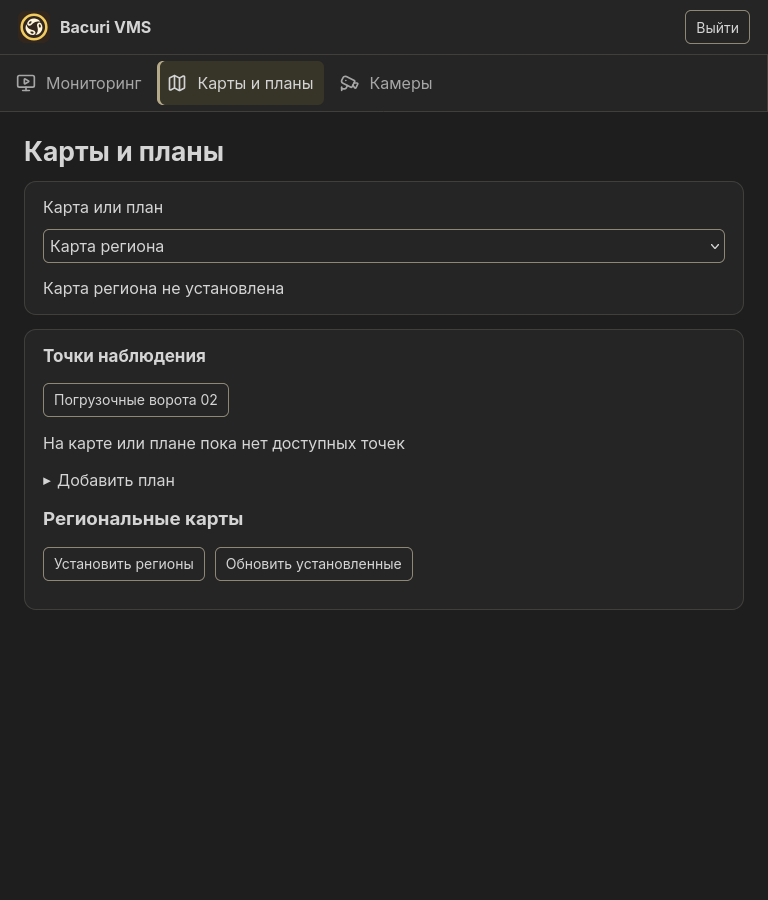 Bacuri VMS
Выйти
Мониторинг
Карты и планы
Камеры
Карты и планы
Карта или план
Карта региона
Карта региона не установлена
Точки наблюдения
Погрузочные ворота 02
На карте или плане пока нет доступных точек
Добавить план
Региональные карты
Установить регионы
Обновить установленные